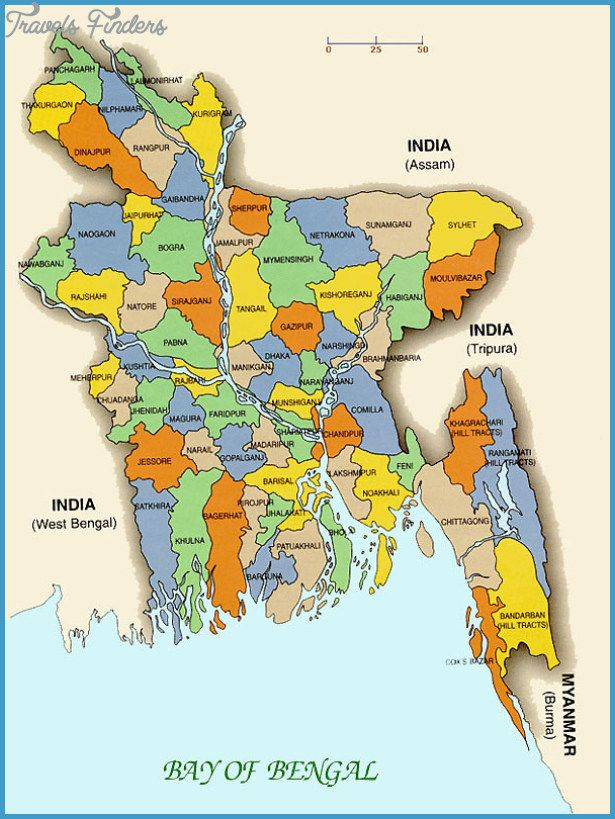 Travels Finders
0 25 50
PANCHAGARH
LALMONIRHAT
THAKURGAON
NILPHAMARI
KURIGRAM
DINAJPUR
RANGPUR
INDIA
(Assam)
GAIBANDHA
JAIPURHAT
SHERPUR
NAOGAON
BOGRA
JAMALPUR
NETRAKONA
SUNAMGANJ
SYLHET
NAWABGANJ
MYMENSINGH
MOULVIBAZAR
RAJSHAHI
NATORE
SIRAJGANJ
TANGAIL
KISHOREGANJ
HABIGANJ
GAZIPUR
INDIA
(Tripura)
PABNA
DHAKA
NARSHINGD
BRAHMANBARIA
KUSHTIA
MANIKGANJ
MEHERPUR
RAJBARI
NARAYANGANJ
CHUADANGA
JHENIDAH
MAGURA
FARIDPUR
MUNSHIGANJ
COMILLA
KHAGRACHARI
(HILL TRACTS)
CHANDPUR
NARAIL
MADARIPUR
GOPALGANJ
RANGAMATI
(HILL TRACTS)
JESSORE
FENI
LAKSHMIPUR
BARISAL
NOAKHALI
INDIA
(West Bengal)
SATKHIRA
BAGERHAT
PIROJPUR
JHALAKATI
CHITTAGONG
KHULNA
BHOL
PATUAKHALI
BARGUNA
BANDARBAN
(HILL TRACTS)
COX'S BAZAR
MYANMAR
(Burma)
BAY OF BENGAL